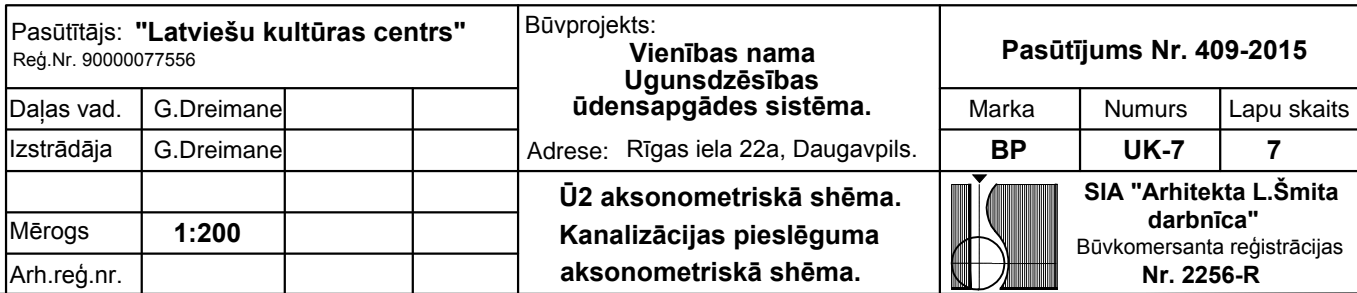 Pasūtītājs: "Latviešu kultūras centrs"
Reģ.Nr. 90000077556
Daļas vad. G.Dreimane
Izstrādāja G.Dreimane
Mērogs 1:200
Arh.reģ.nr.
Būvprojekts:
Vienības nama
Ugunsdzēsības
ūdensapgādes sistēma.
Adrese: Rīgas iela 22a, Daugavpils.
Ū2 aksonometriskā shēma.
Kanalizācijas pieslēguma
aksonometriskā shēma.
Pasūtījums Nr. 409-2015
Marka Numurs Lapu skaits
BP UK-7 7
SIA "Arhitekta L.Šmita
darbnīca"
Būvkomersanta reģistrācijas
Nr. 2256-R